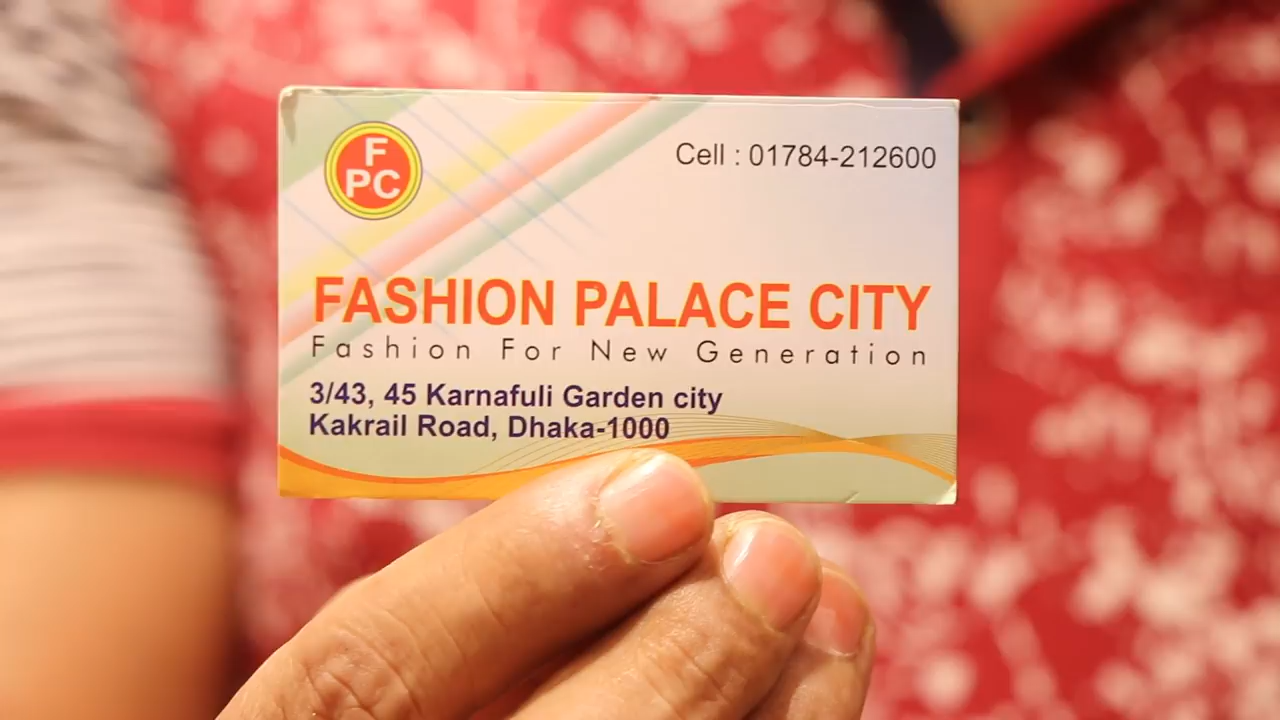 F
PC
Cell : 01784-212600
FASHION PALACE CITY
Fashion For New Generation
3/43, 45 Karnafuli Garden city
Kakrail Road, Dhaka-1000